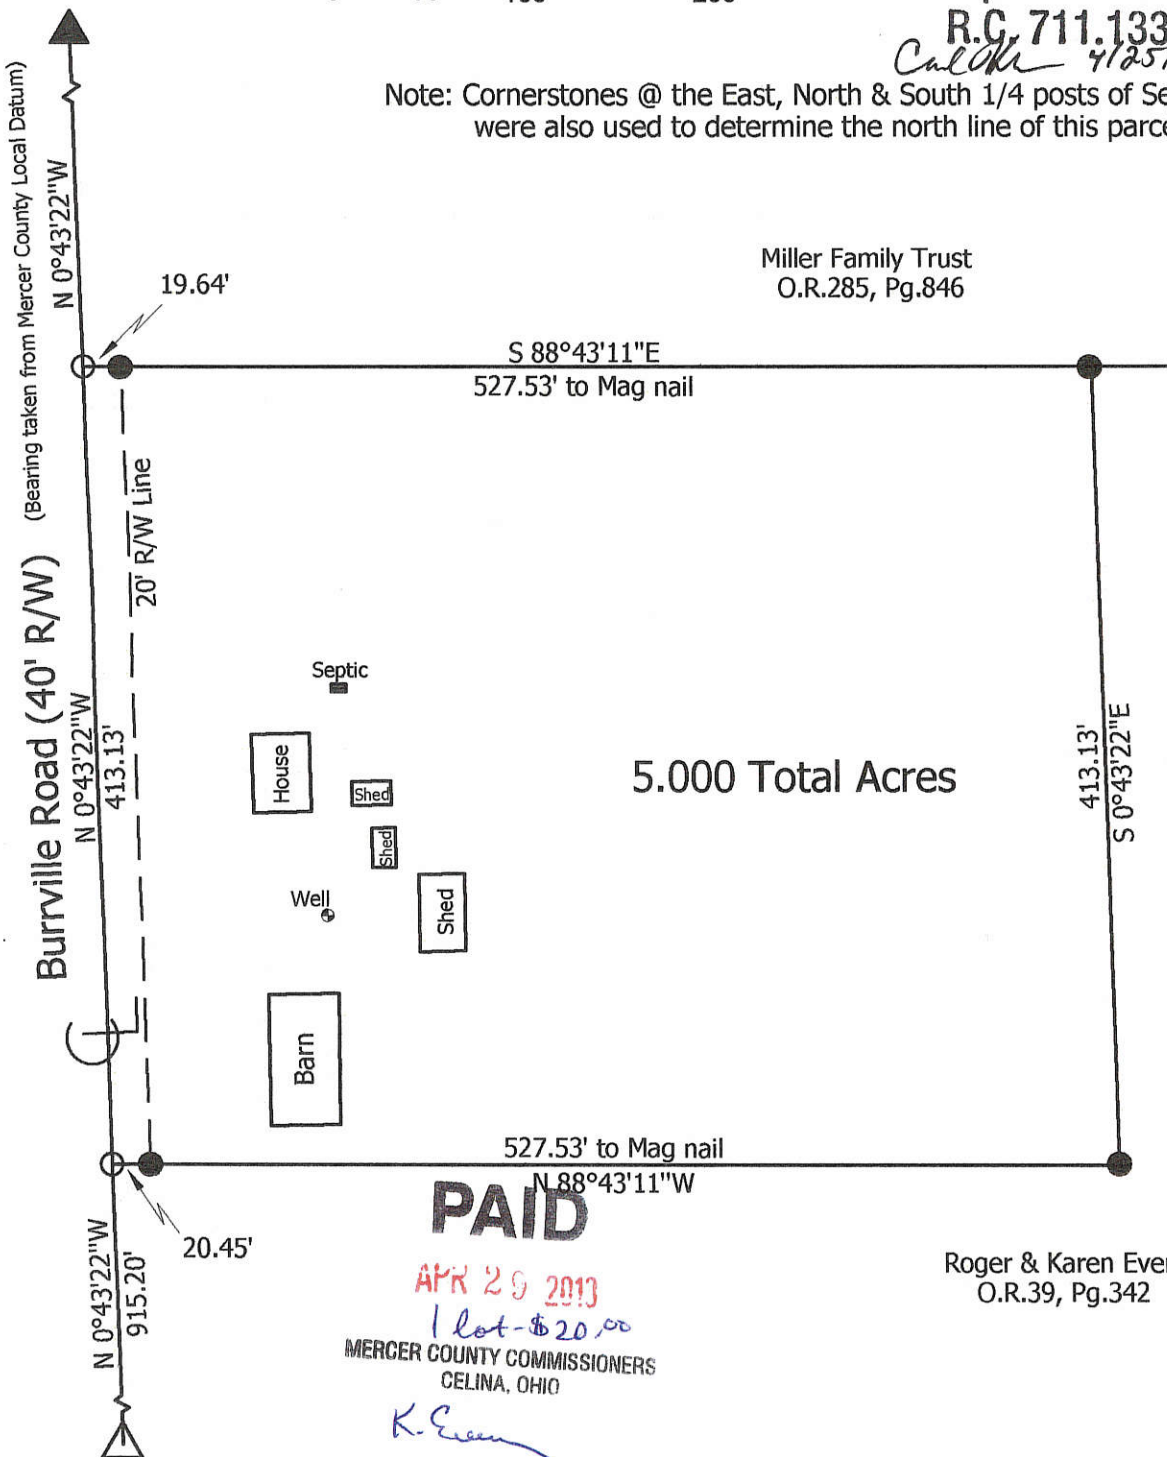 R.C. 711.133
Note: Cornerstones @ the East, North & South 1/4 posts of
were also used to determine the north line of this
(Bearing taken from Mercer County Local Datum)
N 0°43'22"W
Miller Family Trust
O.R.285, Pg.846
19.64'
S 88°43'11"E
527.53' to Mag nail
20' R/W Line
Burrville Road (40' R/W)
N 0°43'22"W
413.13'
Septic
House
Shed
Shed
Well
Shed
Barn
5.000 Total Acres
413.13'
S 0°43'22"E
527.53' to Mag nail
N 88°43'11"W
20.45'
N 0°43'22"W
915.20'
PAID
APR 29 2013
1 lot-$20.00
MERCER COUNTY COMMISSIONERS
CELINA, OHIO
K.
Roger & Karen
O.R.39, Pg.342